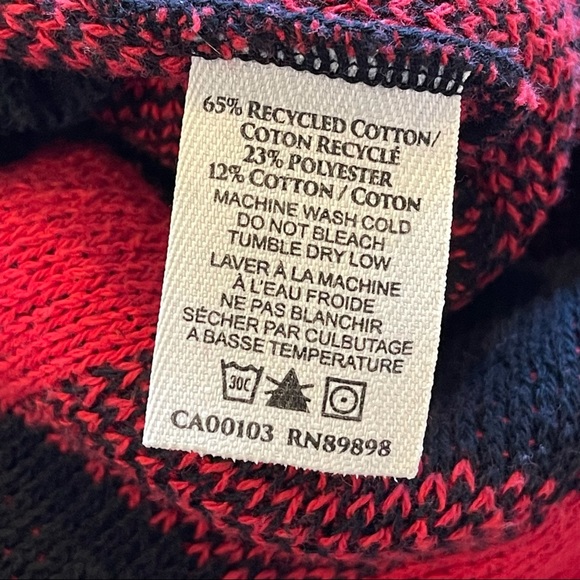 65% RECYCLED COTTON/
COTON RECYCLÉ
23% POLYESTER
12% COTTON / COTON
MACHINE WASH COLD
DO NOT BLEACH
TUMBLE DRY LOW
LAVER À LA MACHINE
À L'EAU FROIDE
NE PAS BLANCHIR
SÉCHER PAR CULBUTAGE
A BASSE TEMPERATURE
30C
CA00103 RN89898